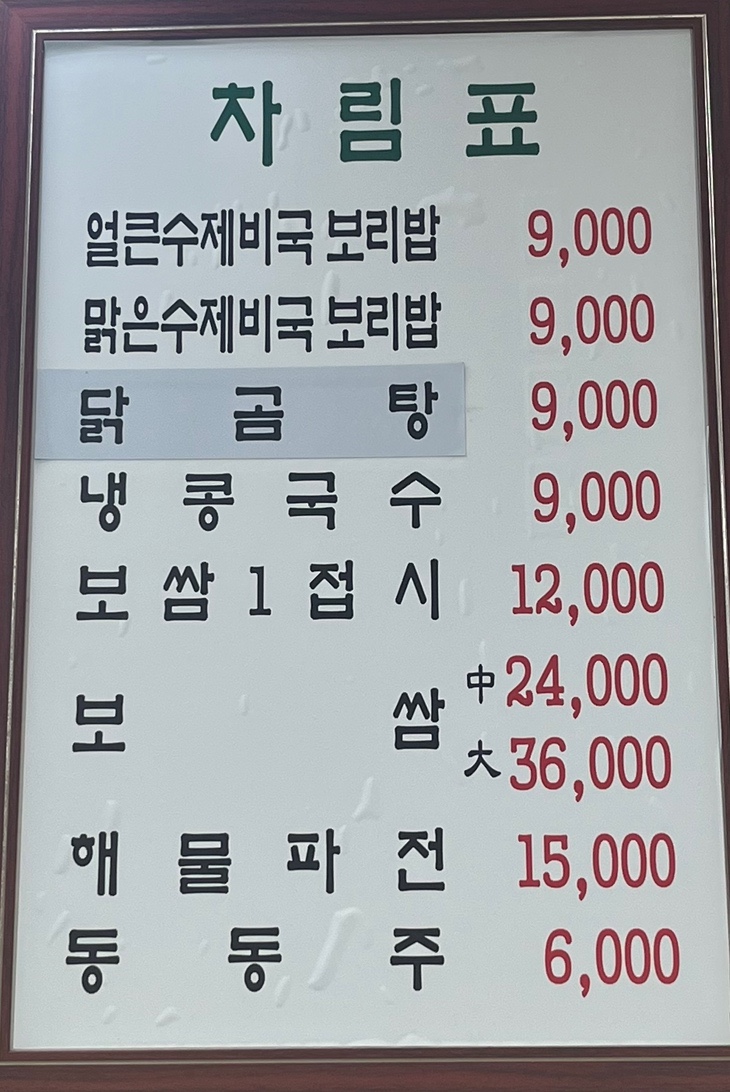 차림표
얼큰수제비국 보리밥 9,000
맑은수제비국 보리밥 9,000
닭곰탕 9,000
냉콩국수 9,000
보쌈1접시 12,000
보쌈 中 24,000
大 36,000
해물파전 15,000
동동주 6,000